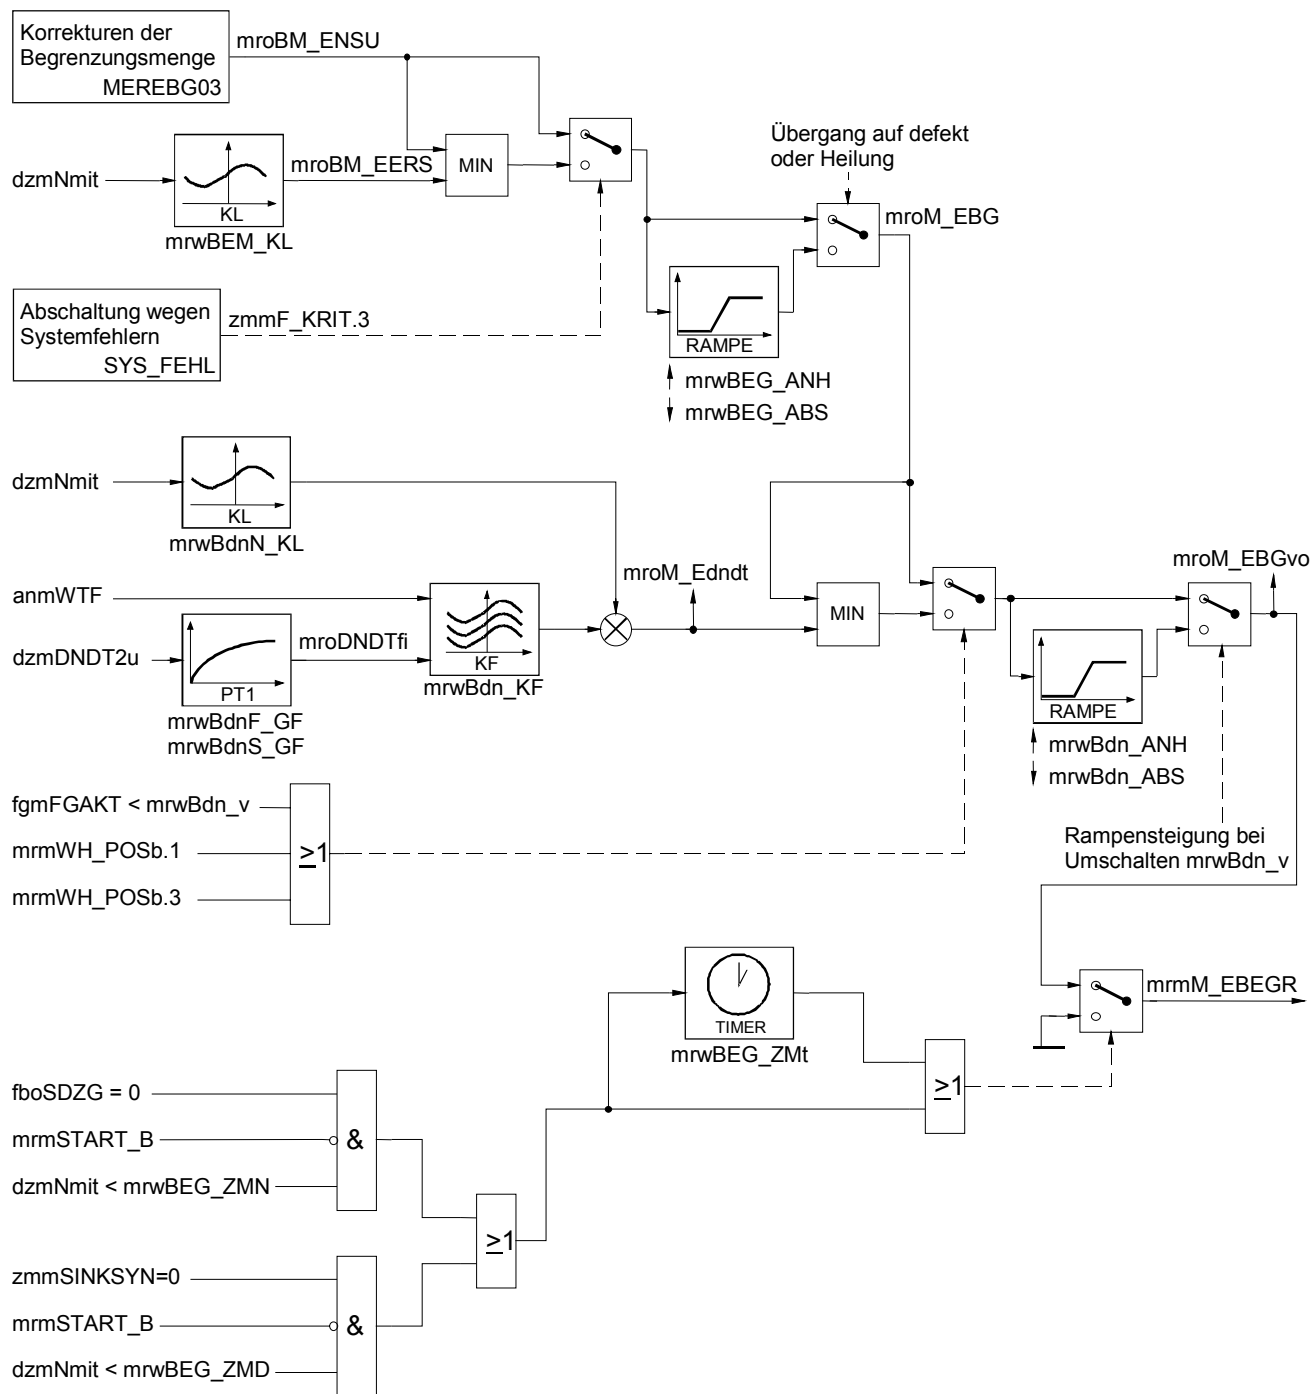 Korrekturen der
Begrenzungsmenge
MEREBG03
mroBM_ENSU
dzmNmit
KL
mrwBEM_KL
mroBM_EERS
MIN
Übergang auf defekt
oder Heilung
mroM_EBG
Abschaltung wegen
Systemfehlern
SYS_FEHL
zmmF_KRIT.3
RAMPE
mrwBEG_ANH
mrwBEG_ABS
dzmNmit
KL
mrwBdnN_KL
anmWTF
dzmDNDT2u
PT1
mrwBdnF_GF
mrwBdnS_GF
mroDNDTfi
KF
mrwBdn_KF
mroM_Edndt
MIN
mroM_EBGvo
RAMPE
mrwBdn_ANH
mrwBdn_ABS
fgmFGAKT < mrwBdn_v
mrmWH_POSb.1
mrmWH_POSb.3
≥1
Rampensteigung bei
Umschalten mrwBdn_v
TIMER
mrwBEG_ZMt
mrmM_EBEGR
≥1
fboSDZG = 0
mrmSTART_B
dzmNmit < mrwBEG_ZMN
&
≥1
zmmSINKSYN=0
mrmSTART_B
dzmNmit < mrwBEG_ZMD
&